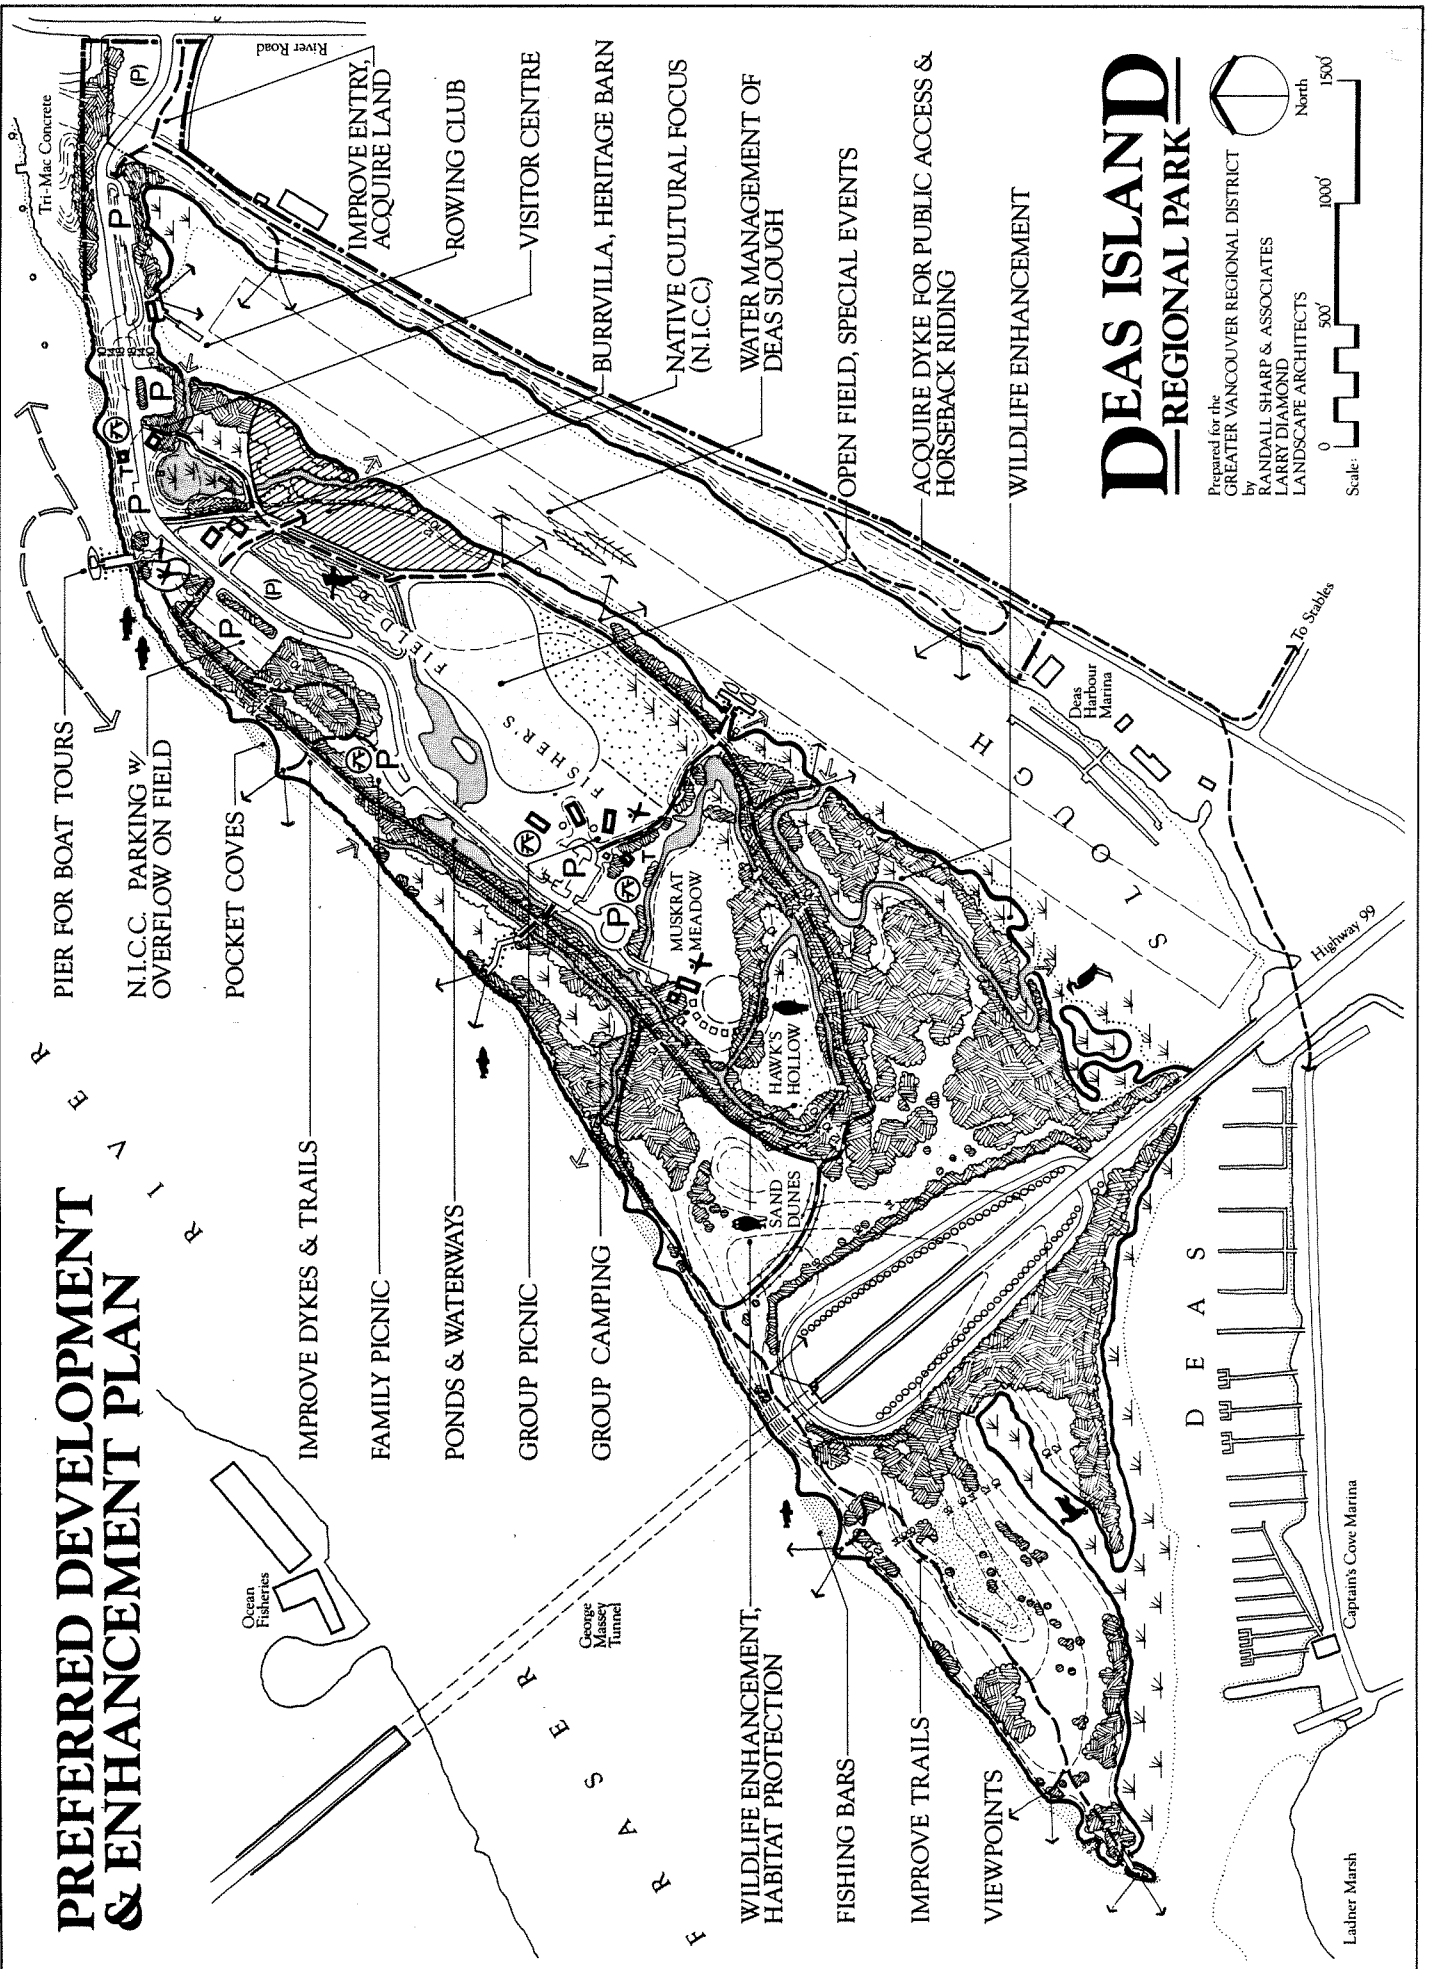 PREFERRED DEVELOPMENT
& ENHANCEMENT PLAN
PIER FOR BOAT TOURS
N.I.C.C. PARKING w/
OVERFLOW ON FIELD
POCKET COVES
IMPROVE DYKES & TRAILS
FAMILY PICNIC
PONDS & WATERWAYS
GROUP PICNIC
GROUP CAMPING
WILDLIFE ENHANCEMENT,
HABITAT PROTECTION
FISHING BARS
IMPROVE TRAILS
VIEWPOINTS
IMPROVE ENTRY,
ACQUIRE LAND
ROWING CLUB
VISITOR CENTRE
BURRVILLA, HERITAGE BARN
NATIVE CULTURAL FOCUS
(N.I.C.C.)
WATER MANAGEMENT OF
DEAS SLOUGH
OPEN FIELD, SPECIAL EVENTS
ACQUIRE DYKE FOR PUBLIC ACCESS &
HORSEBACK RIDING
WILDLIFE ENHANCEMENT
River Road
Tri-Mac Concrete
(P)
P
P
P
P
(P)
P
P
P
T
T
FISHER'S
FIELD
MUSKRAT
MEADOW
HAWK'S
HOLLOW
SAND
DUNES
FRASER RIVER
Ocean
Fisheries
George
Massey
Tunnel
DEAS SLOUGH
Deas
Harbour
Marina
To Stables
Highway 99
Captain's Cove Marina
Ladner Marsh
DEAS ISLAND
REGIONAL PARK
Prepared for the
GREATER VANCOUVER REGIONAL DISTRICT
by
RANDALL SHARP & ASSOCIATES
LARRY DIAMOND
LANDSCAPE ARCHITECTS
North
Scale:
0 500' 1000' 1500'